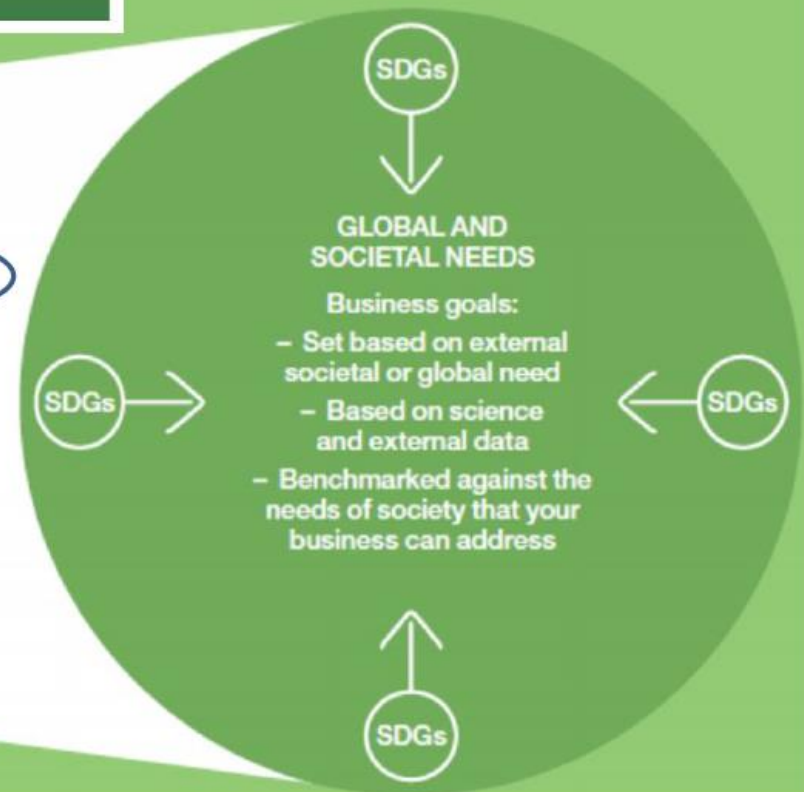 SDGs
GLOBAL AND
SOCIETAL NEEDS
Business goals:
– Set based on external
societal or global need
– Based on science
and external data
– Benchmarked against the
needs of society that your
business can address
SDGs
SDGs
SDGs